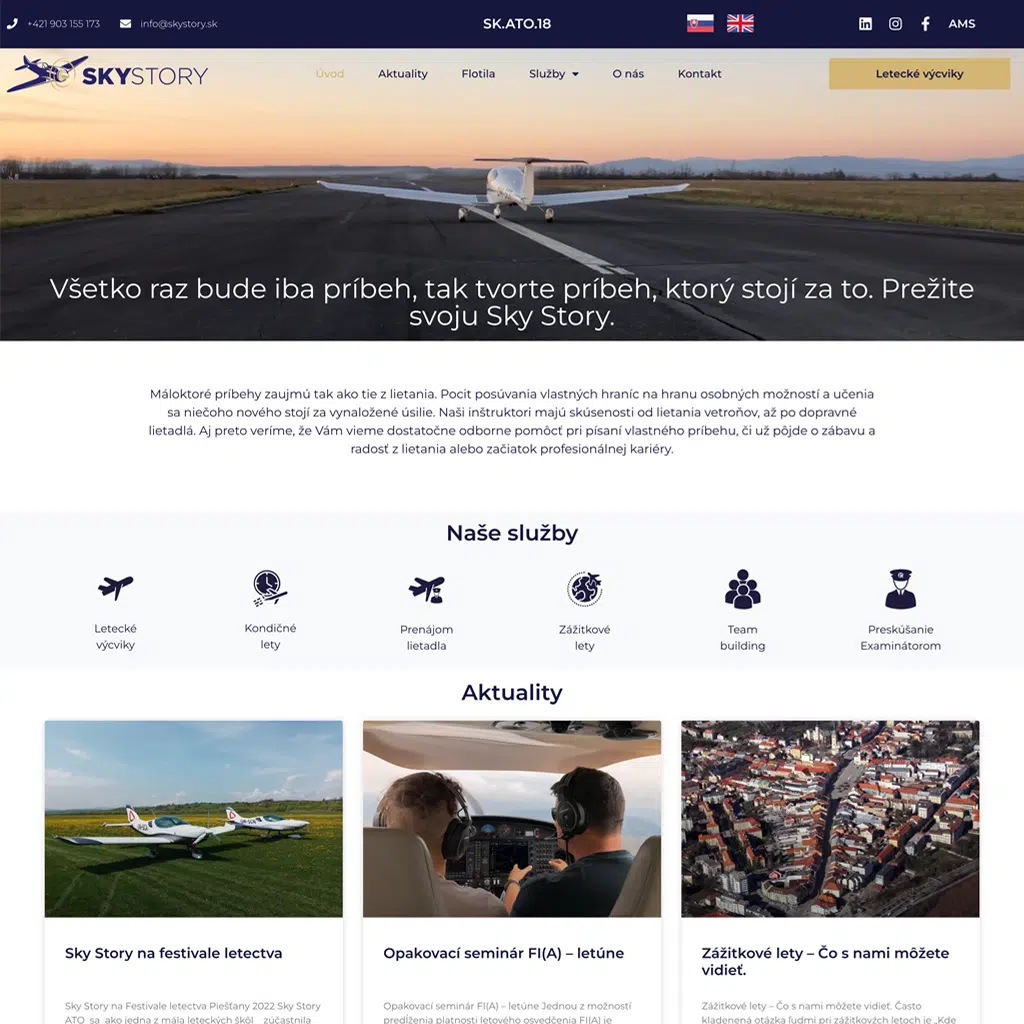 +421 903 155 173
info@skystory.sk
SK.ATO.18
AMS
SKYSTORY
Úvod
Aktuality
Flotila
Služby
O nás
Kontakt
Letecké výcviky
Všetko raz bude iba príbeh, tak tvorte príbeh, ktorý stojí za to. Prežite
svoju Sky Story.
Máloktoré príbehy zaujmú tak ako tie z lietania. Pocit posúvania vlastných hraníc na hranu osobných možností a učenia
sa niečoho nového stojí za vynaložené úsilie. Naši inštruktori majú skúsenosti od lietania vetroňov, až po dopravné
lietadlá. Aj preto veríme, že Vám vieme dostatočne odborne pomôcť pri písaní vlastného príbehu, či už pôjde o zábavu a
radosť z lietania alebo začiatok profesionálnej kariéry.
Naše služby
Letecké
výcviky
Kondičné
lety
Prenájom
lietadla
Zážitkové
lety
Team
building
Preskúšanie
Examinátorom
Aktuality
Sky Story na festivale letectva
Sky Story na Festivale letectva Piešťany 2022 Sky Story
ATO sa ako jedna z mála leteckých škôl zúčastnila
Opakovací seminár FI(A) – letúne
Opakovací seminár FI(A) – letúne Jednou z možností
predĺženia platnosti letového osvedčenia FI(A) je
Zážitkové lety – Čo s nami môžete
vidieť.
Zážitkové lety – Čo s nami môžete vidieť. Často
kladenená otázka ľudmi pri zážitkových letoch je „Kde